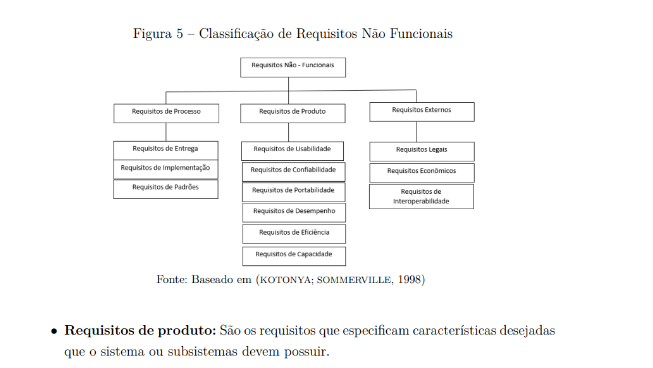 Figura 5 – Classificação de Requisitos Não Funcionais
Requisitos Não - Funcionais
Requisitos de Processo
Requisitos de Produto
Requisitos Externos
Requisitos de Entrega
Requisitos de Implementação
Requisitos de Padrões
Requisitos de Usabilidade
Requisitos de Confiabilidade
Requisitos de Portabilidade
Requisitos de Desempenho
Requisitos de Eficiência
Requisitos de Capacidade
Requisitos Legais
Requisitos Econômicos
Requisitos de
Interoperabilidade
Fonte: Baseado em (KOTONYA; SOMMERVILLE, 1998)
• Requisitos de produto: São os requisitos que especificam características desejadas
que o sistema ou subsistemas devem possuir.